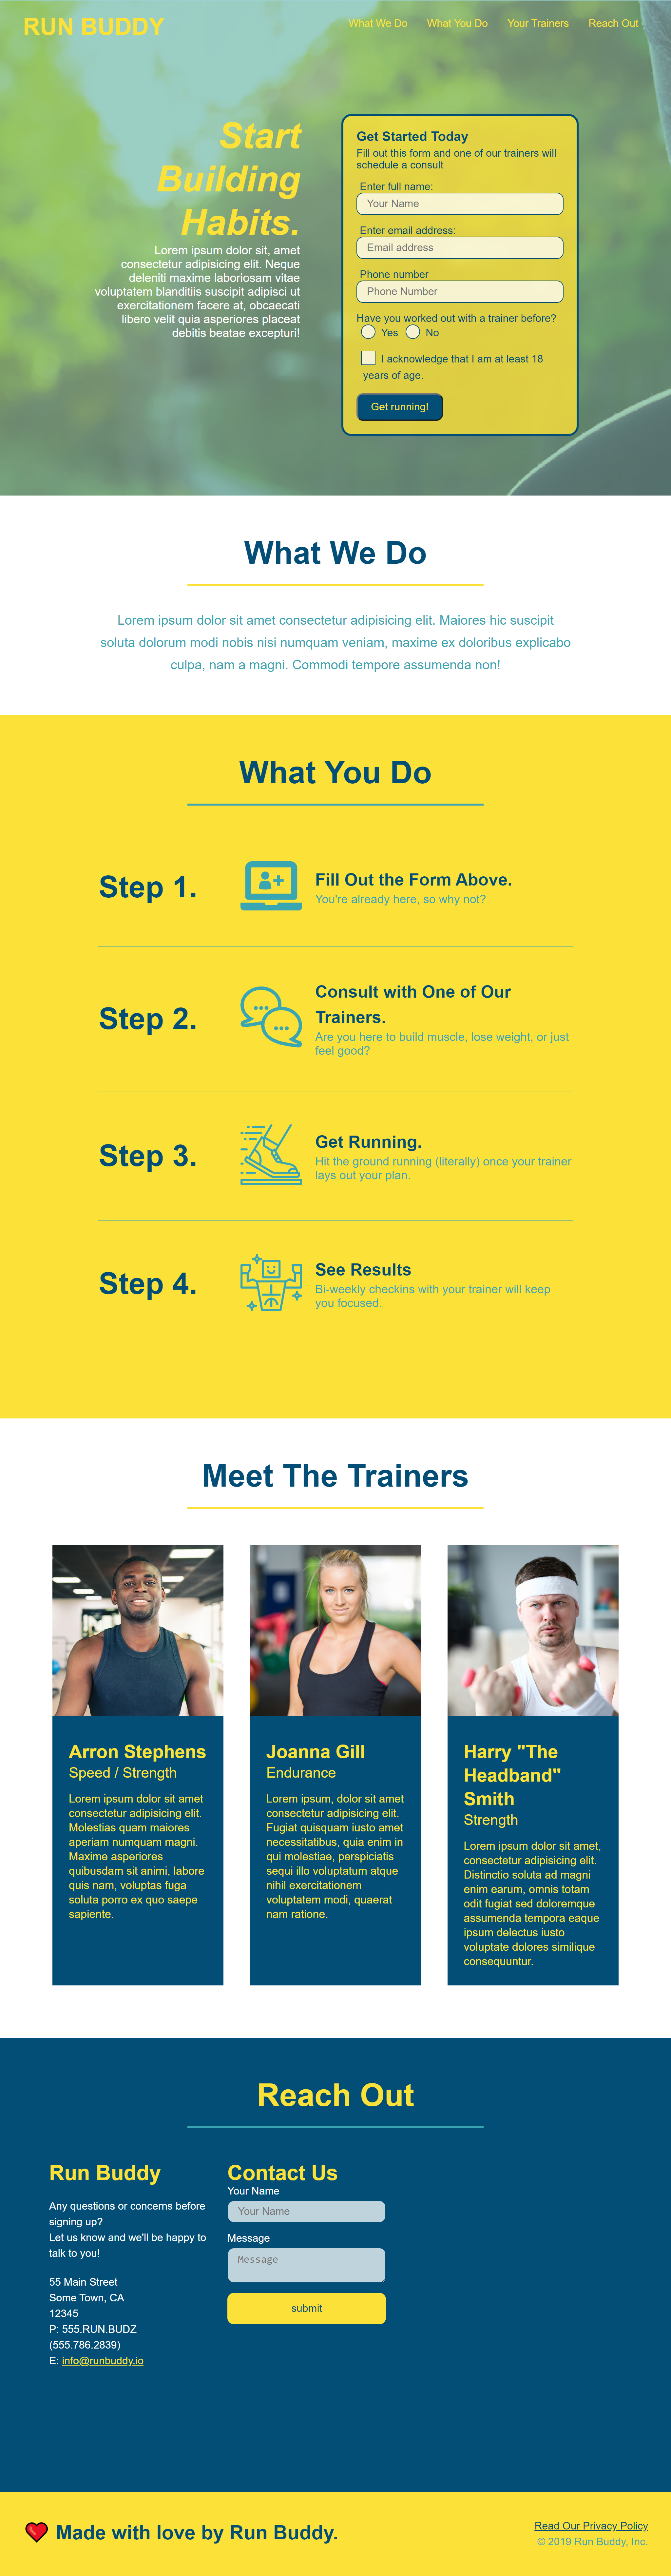 RUN BUDDY
What We Do
What You Do
Your Trainers
Reach Out
Start
Building
Habits.
Lorem ipsum dolor sit, amet
consectetur adipisicing elit. Neque
deleniti maxime laboriosam vitae
voluptatem blanditiis suscipit adipisci ut
exercitationem facere at, obcaecati
libero velit quia asperiores placeat
debitis beatae excepturi!
Get Started Today
Fill out this form and one of our trainers will
schedule a consult
Enter full name:
Your Name
Enter email address:
Email address
Phone number
Phone Number
Have you worked out with a trainer before?
Yes No
I acknowledge that I am at least 18
years of age.
Get running!
What We Do
Lorem ipsum dolor sit amet consectetur adipisicing elit. Maiores hic suscipit
soluta dolorum modi nobis nisi numquam veniam, maxime ex doloribus explicabo
culpa, nam a magni. Commodi tempore assumenda non!
What You Do
Step 1.
Fill Out the Form Above.
You're already here, so why not?
Step 2.
Consult with One of Our
Trainers.
Are you here to build muscle, lose weight, or just
feel good?
Step 3.
Get Running.
Hit the ground running (literally) once your trainer
lays out your plan.
Step 4.
See Results
Bi-weekly checkins with your trainer will keep
you focused.
Meet The Trainers
Arron Stephens
Speed / Strength
Lorem ipsum dolor sit amet
consectetur adipisicing elit.
Molestias quam maiores
aperiam numquam magni.
Maxime asperiores
quibusdam sit animi, labore
quis nam, voluptas fuga
soluta porro ex quo saepe
sapiente.
Joanna Gill
Endurance
Lorem ipsum, dolor sit amet
consectetur adipisicing elit.
Fugiat quisquam iusto amet
necessitatibus, quia enim in
qui molestiae, perspiciatis
sequi illo voluptatum atque
nihil exercitationem
voluptatem modi, quaerat
nam ratione.
Harry "The
Headband"
Smith
Strength
Lorem ipsum dolor sit amet,
consectetur adipisicing elit.
Distinctio soluta ad magni
enim earum, omnis totam
odit fugiat sed doloremque
assumenda tempora eaque
ipsum delectus iusto
voluptate dolores similique
consequuntur.
Reach Out
Run Buddy
Any questions or concerns before
signing up?
Let us know and we'll be happy to
talk to you!
55 Main Street
Some Town, CA
12345
P: 555.RUN.BUDZ
(555.786.2839)
E: info@runbuddy.io
Contact Us
Your Name
Your Name
Message
Message
submit
Made with love by Run Buddy.
Read Our Privacy Policy
© 2019 Run Buddy, Inc.